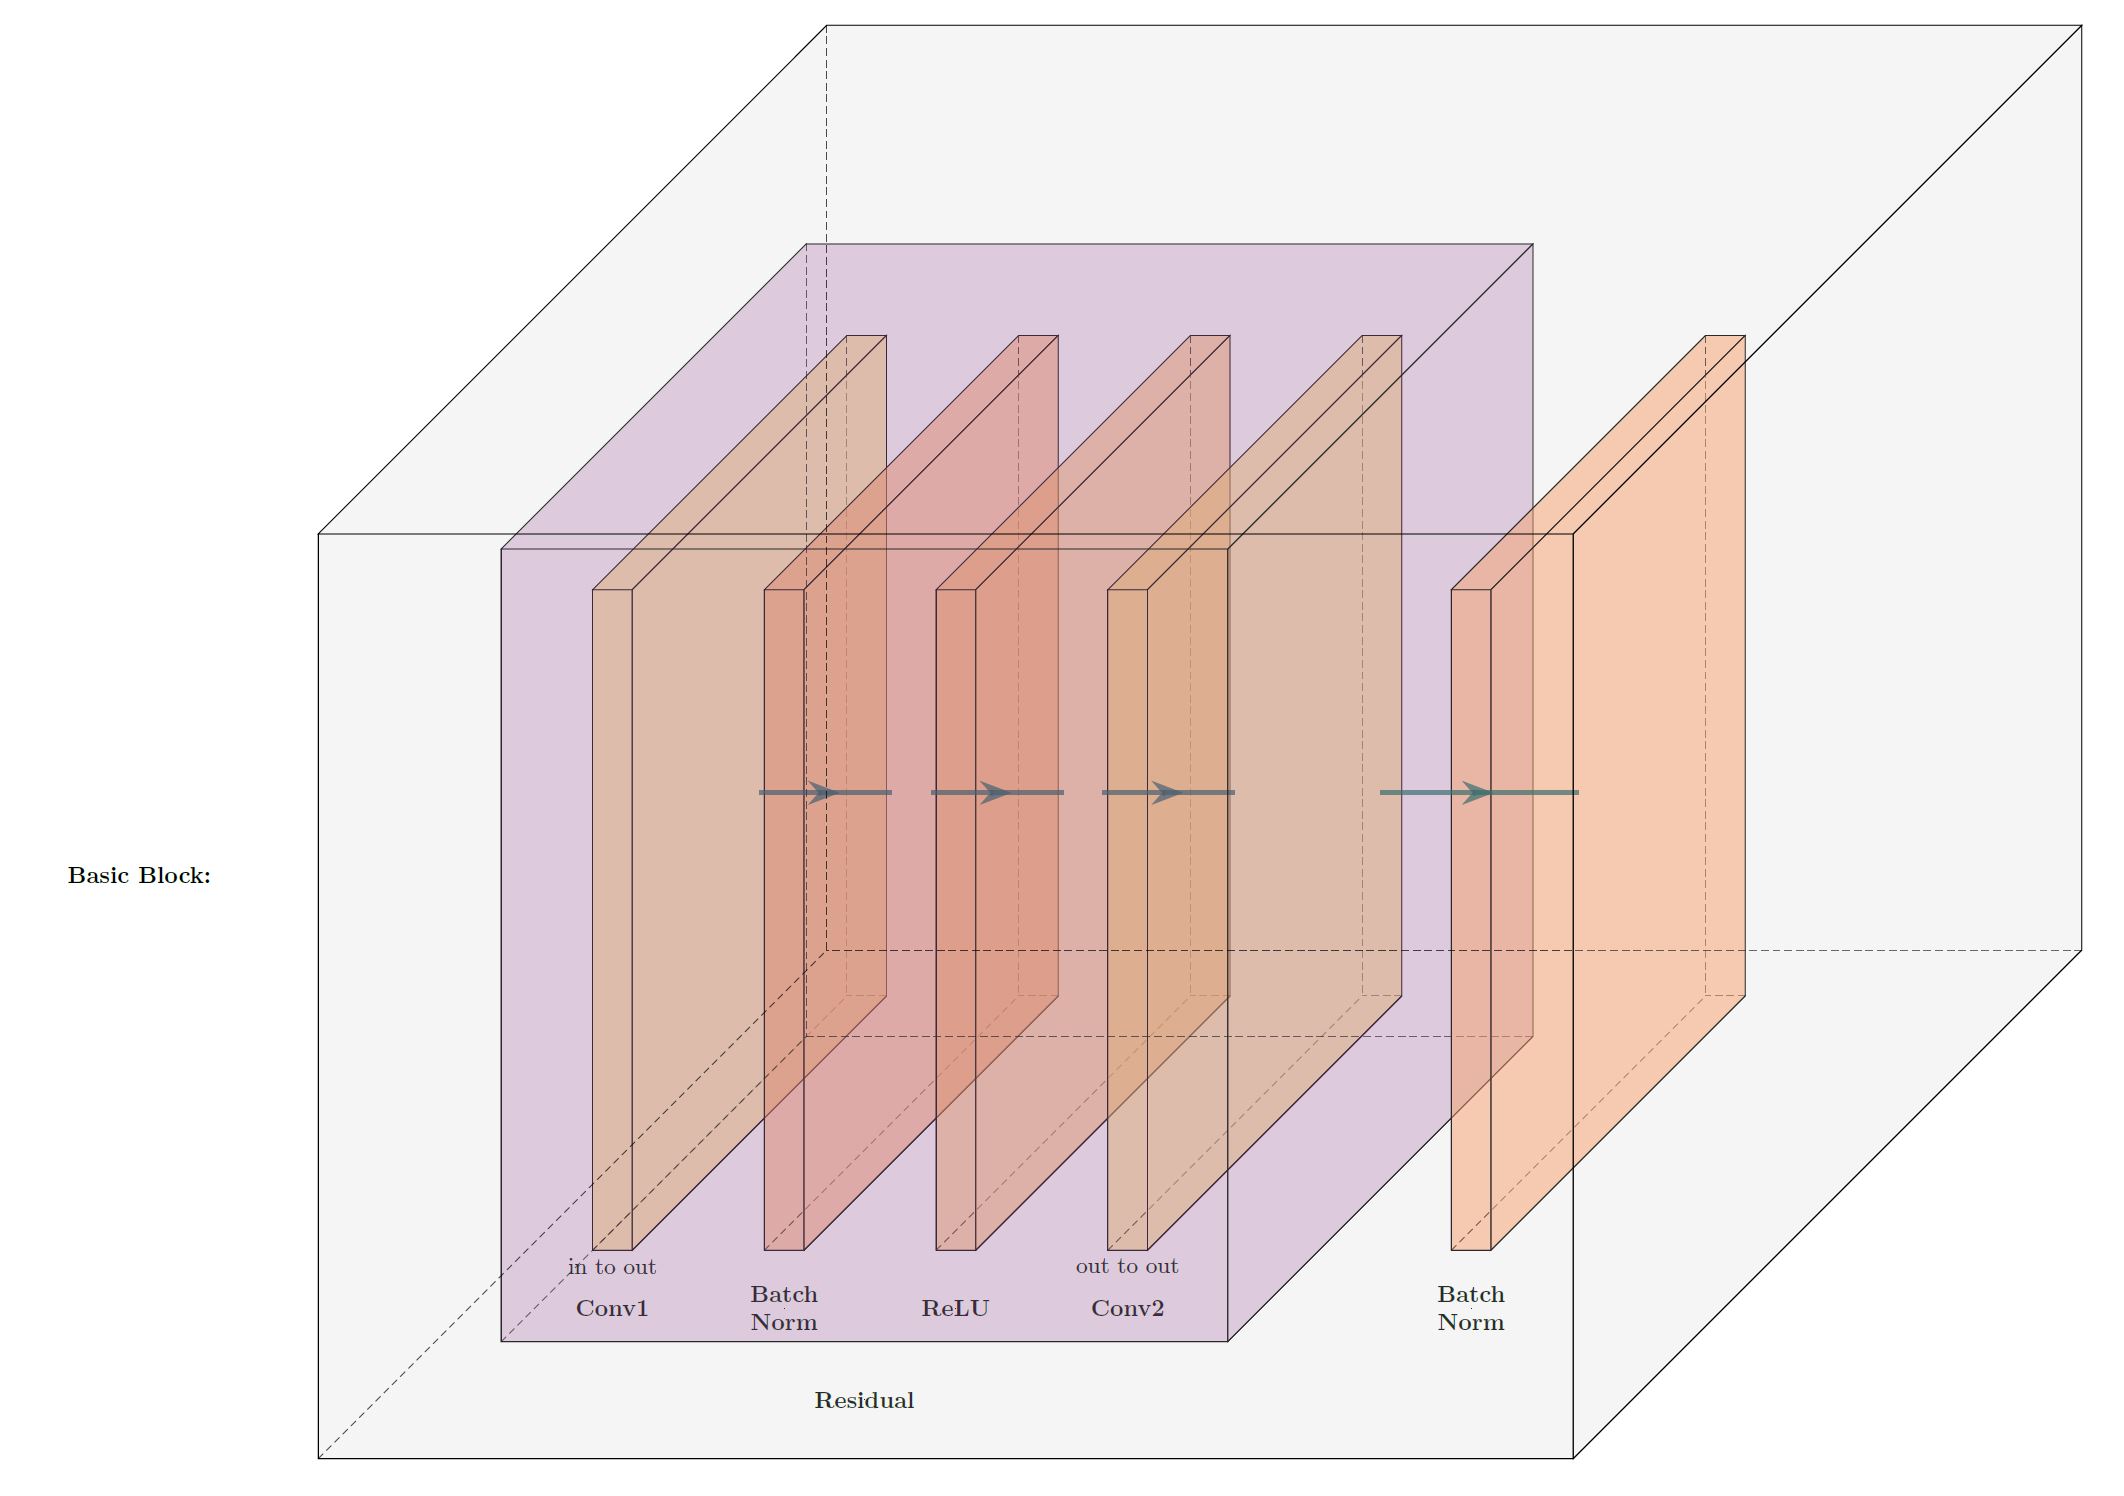 Basic Block:
in to out
Conv1
Batch
Norm
ReLU
out to out
Conv2
Batch
Norm
Residual